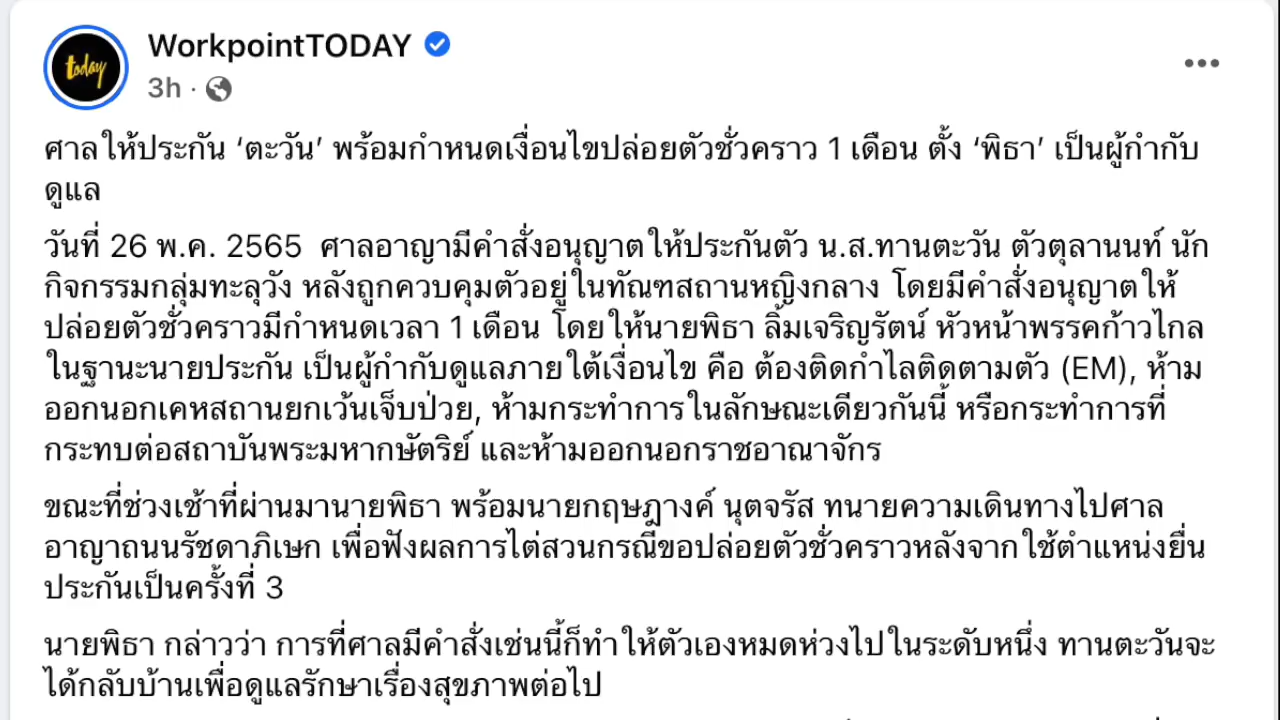 today
WorkpointTODAY
3h ·
ศาลให้ประกัน ‘ตะวัน’ พร้อมกำหนดเงื่อนไขปล่อยตัวชั่วคราว 1 เดือน ตั้ง ‘พิธา’ เป็นผู้กำกับ
ดูแล
วันที่ 26 พ.ค. 2565 ศาลอาญามีคำสั่งอนุญาตให้ประกันตัว น.ส.ทานตะวัน ตัวตุลานนท์ นัก
กิจกรรมกลุ่มทะลุวัง หลังถูกควบคุมตัวอยู่ในทัณฑสถานหญิงกลาง โดยมีคำสั่งอนุญาตให้
ปล่อยตัวชั่วคราวมีกำหนดเวลา 1 เดือน โดยให้นายพิธา ลิ้มเจริญรัตน์ หัวหน้าพรรคก้าวไกล
ในฐานะนายประกัน เป็นผู้กำกับดูแลภายใต้เงื่อนไข คือ ต้องติดกำไลติดตามตัว (EM), ห้าม
ออกนอกเคหสถานยกเว้นเจ็บป่วย, ห้ามกระทำการในลักษณะเดียวกันนี้ หรือกระทำการที่
กระทบต่อสถาบันพระมหากษัตริย์ และห้ามออกนอกราชอาณาจักร
ขณะที่ช่วงเช้าที่ผ่านมานายพิธา พร้อมนายกฤษฎางค์ นุตจรัส ทนายความเดินทางไปศาล
อาญาถนนรัชดาภิเษก เพื่อฟังผลการไต่สวนกรณีขอปล่อยตัวชั่วคราวหลังจากใช้ตำแหน่งยื่น
ประกันเป็นครั้งที่ 3
นายพิธา กล่าวว่า การที่ศาลมีคำสั่งเช่นนี้ก็ทำให้ตัวเองหมดห่วงไปในระดับหนึ่ง ทานตะวันจะ
ได้กลับบ้านเพื่อดูแลรักษาเรื่องสุขภาพต่อไป